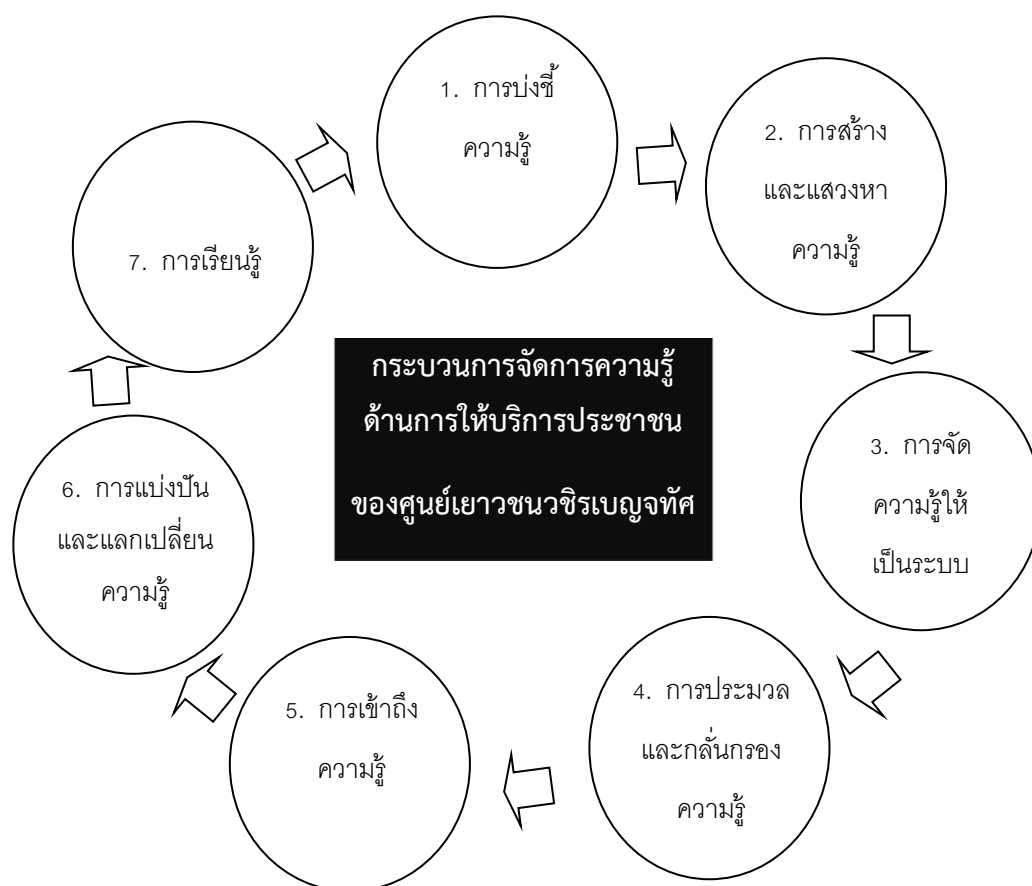 1. การบ่งชี้
ความรู้
2. การสร้าง
และแสวงหา
ความรู้
3. การจัด
ความรู้ให้
เป็นระบบ
4. การประมวล
และกลั่นกรอง
ความรู้
5. การเข้าถึง
ความรู้
6. การแบ่งปัน
และแลกเปลี่ยน
ความรู้
7. การเรียนรู้
กระบวนการจัดการความรู้
ด้านการให้บริการประชาชน
ของศูนย์เยาวชนวชิรเบญจทัศ